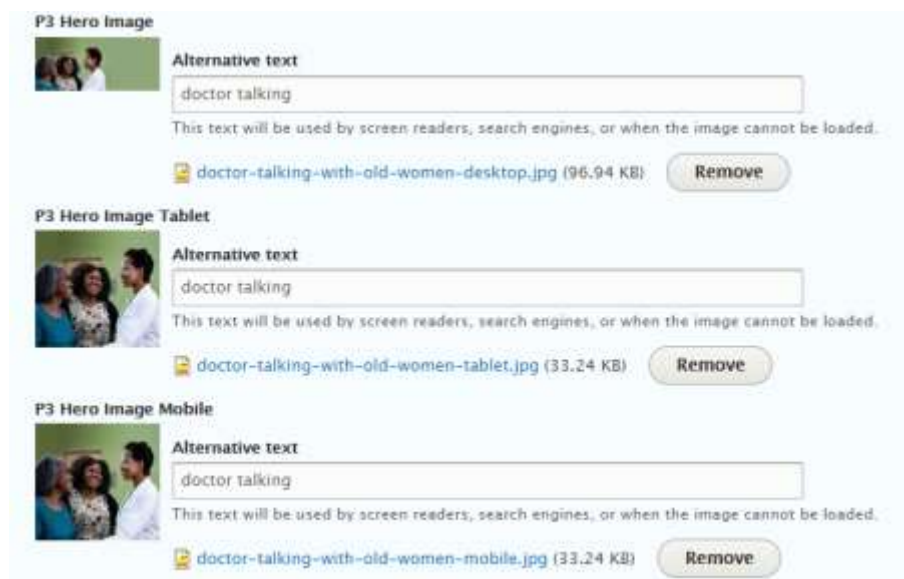 P3 Hero Image
Alternative text
doctor talking
This text will be used by screen readers, search engines, or when the image cannot be loaded.
doctor-talking-with-old-women-desktop.jpg (96.94 KB) Remove
P3 Hero Image Tablet
Alternative text
doctor talking
This text will be used by screen readers, search engines, or when the image cannot be loaded.
doctor-talking-with-old-women-tablet.jpg (33.24 KB) Remove
P3 Hero Image Mobile
Alternative text
doctor talking
This text will be used by screen readers, search engines, or when the image cannot be loaded.
doctor-talking-with-old-women-mobile.jpg (33.24 KB) Remove